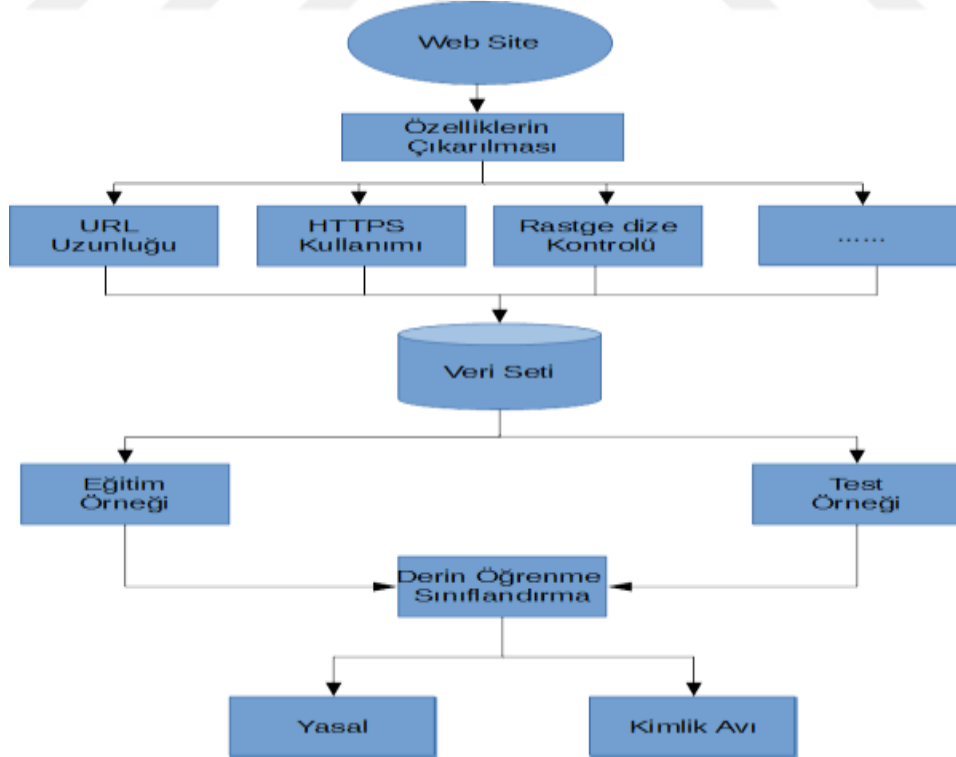 Web Site
Özelliklerin
Çıkarılması
URL
Uzunluğu
HTTPS
Kullanımı
Rastge dize
Kontrolü
......
Veri Seti
Eğitim
Örneği
Test
Örneği
Derin Öğrenme
Sınıflandırma
Yasal
Kimlik Avı